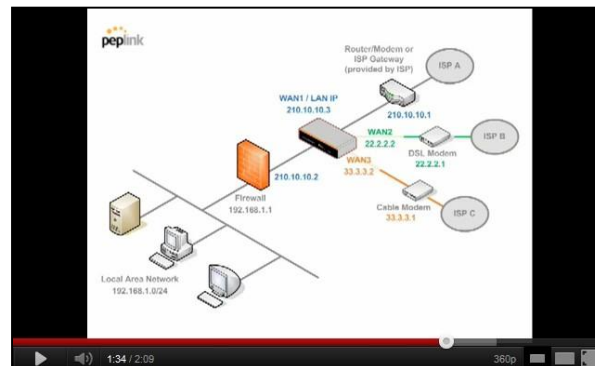 peplink
Router/Modem or
ISP Gateway
(provided by ISP)
ISP A
WAN1 / LAN IP
210.10.10.3
210.10.10.1
WAN2
22.2.2.2
ISP B
DSL Modem
22.2.2.1
WAN3
33.3.3.2
210.10.10.2
Firewall
192.168.1.1
Cable Modem
33.3.3.1
ISP C
Local Area Network
192.168.1.0/24
1:34 / 2:09
360p